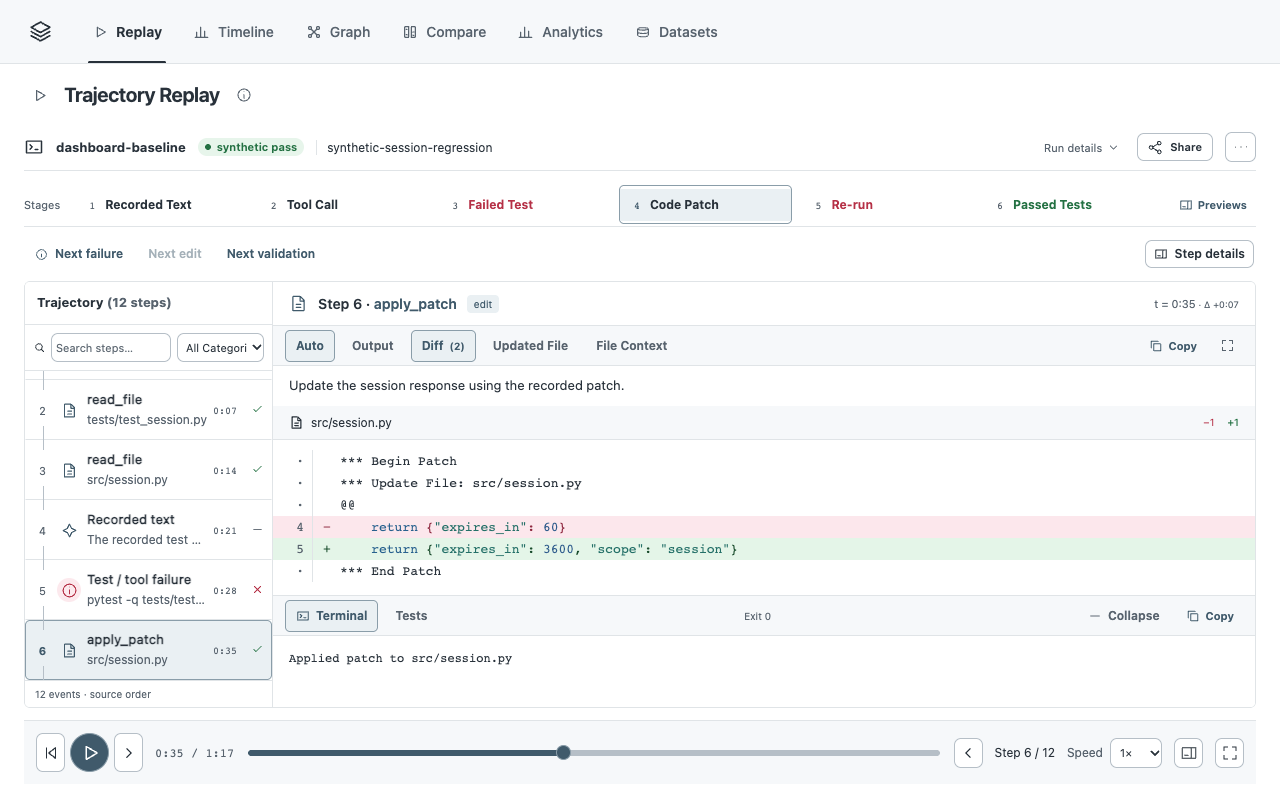 Replay Timeline Graph Compare Analytics Datasets
Trajectory Replay
dashboard-baseline synthetic pass synthetic-session-regression Run details Share
Stages 1 Recorded Text 2 Tool Call 3 Failed Test 4 Code Patch 5 Re-run 6 Passed Tests Previews
Next failure Next edit Next validation Step details
Trajectory (12 steps)
Search steps... All Categori
2 read_file 0:07
tests/test_session.py
3 read_file 0:14
src/session.py
4 Recorded text 0:21
The recorded test ...
5 Test / tool failure 0:28
pytest -q tests/test...
6 apply_patch 0:35
src/session.py
12 events · source order
Step 6 · apply_patch edit t = 0:35 · Δ +0:07
Auto Output Diff (2) Updated File File Context Copy
Update the session response using the recorded patch.
src/session.py −1 +1
· *** Begin Patch
· *** Update File: src/session.py
· @@
4 − return {"expires_in": 60}
5 + return {"expires_in": 3600, "scope": "session"}
· *** End Patch
Terminal Tests Exit 0 Collapse Copy
Applied patch to src/session.py
0:35 / 1:17 Step 6 / 12 Speed 1×